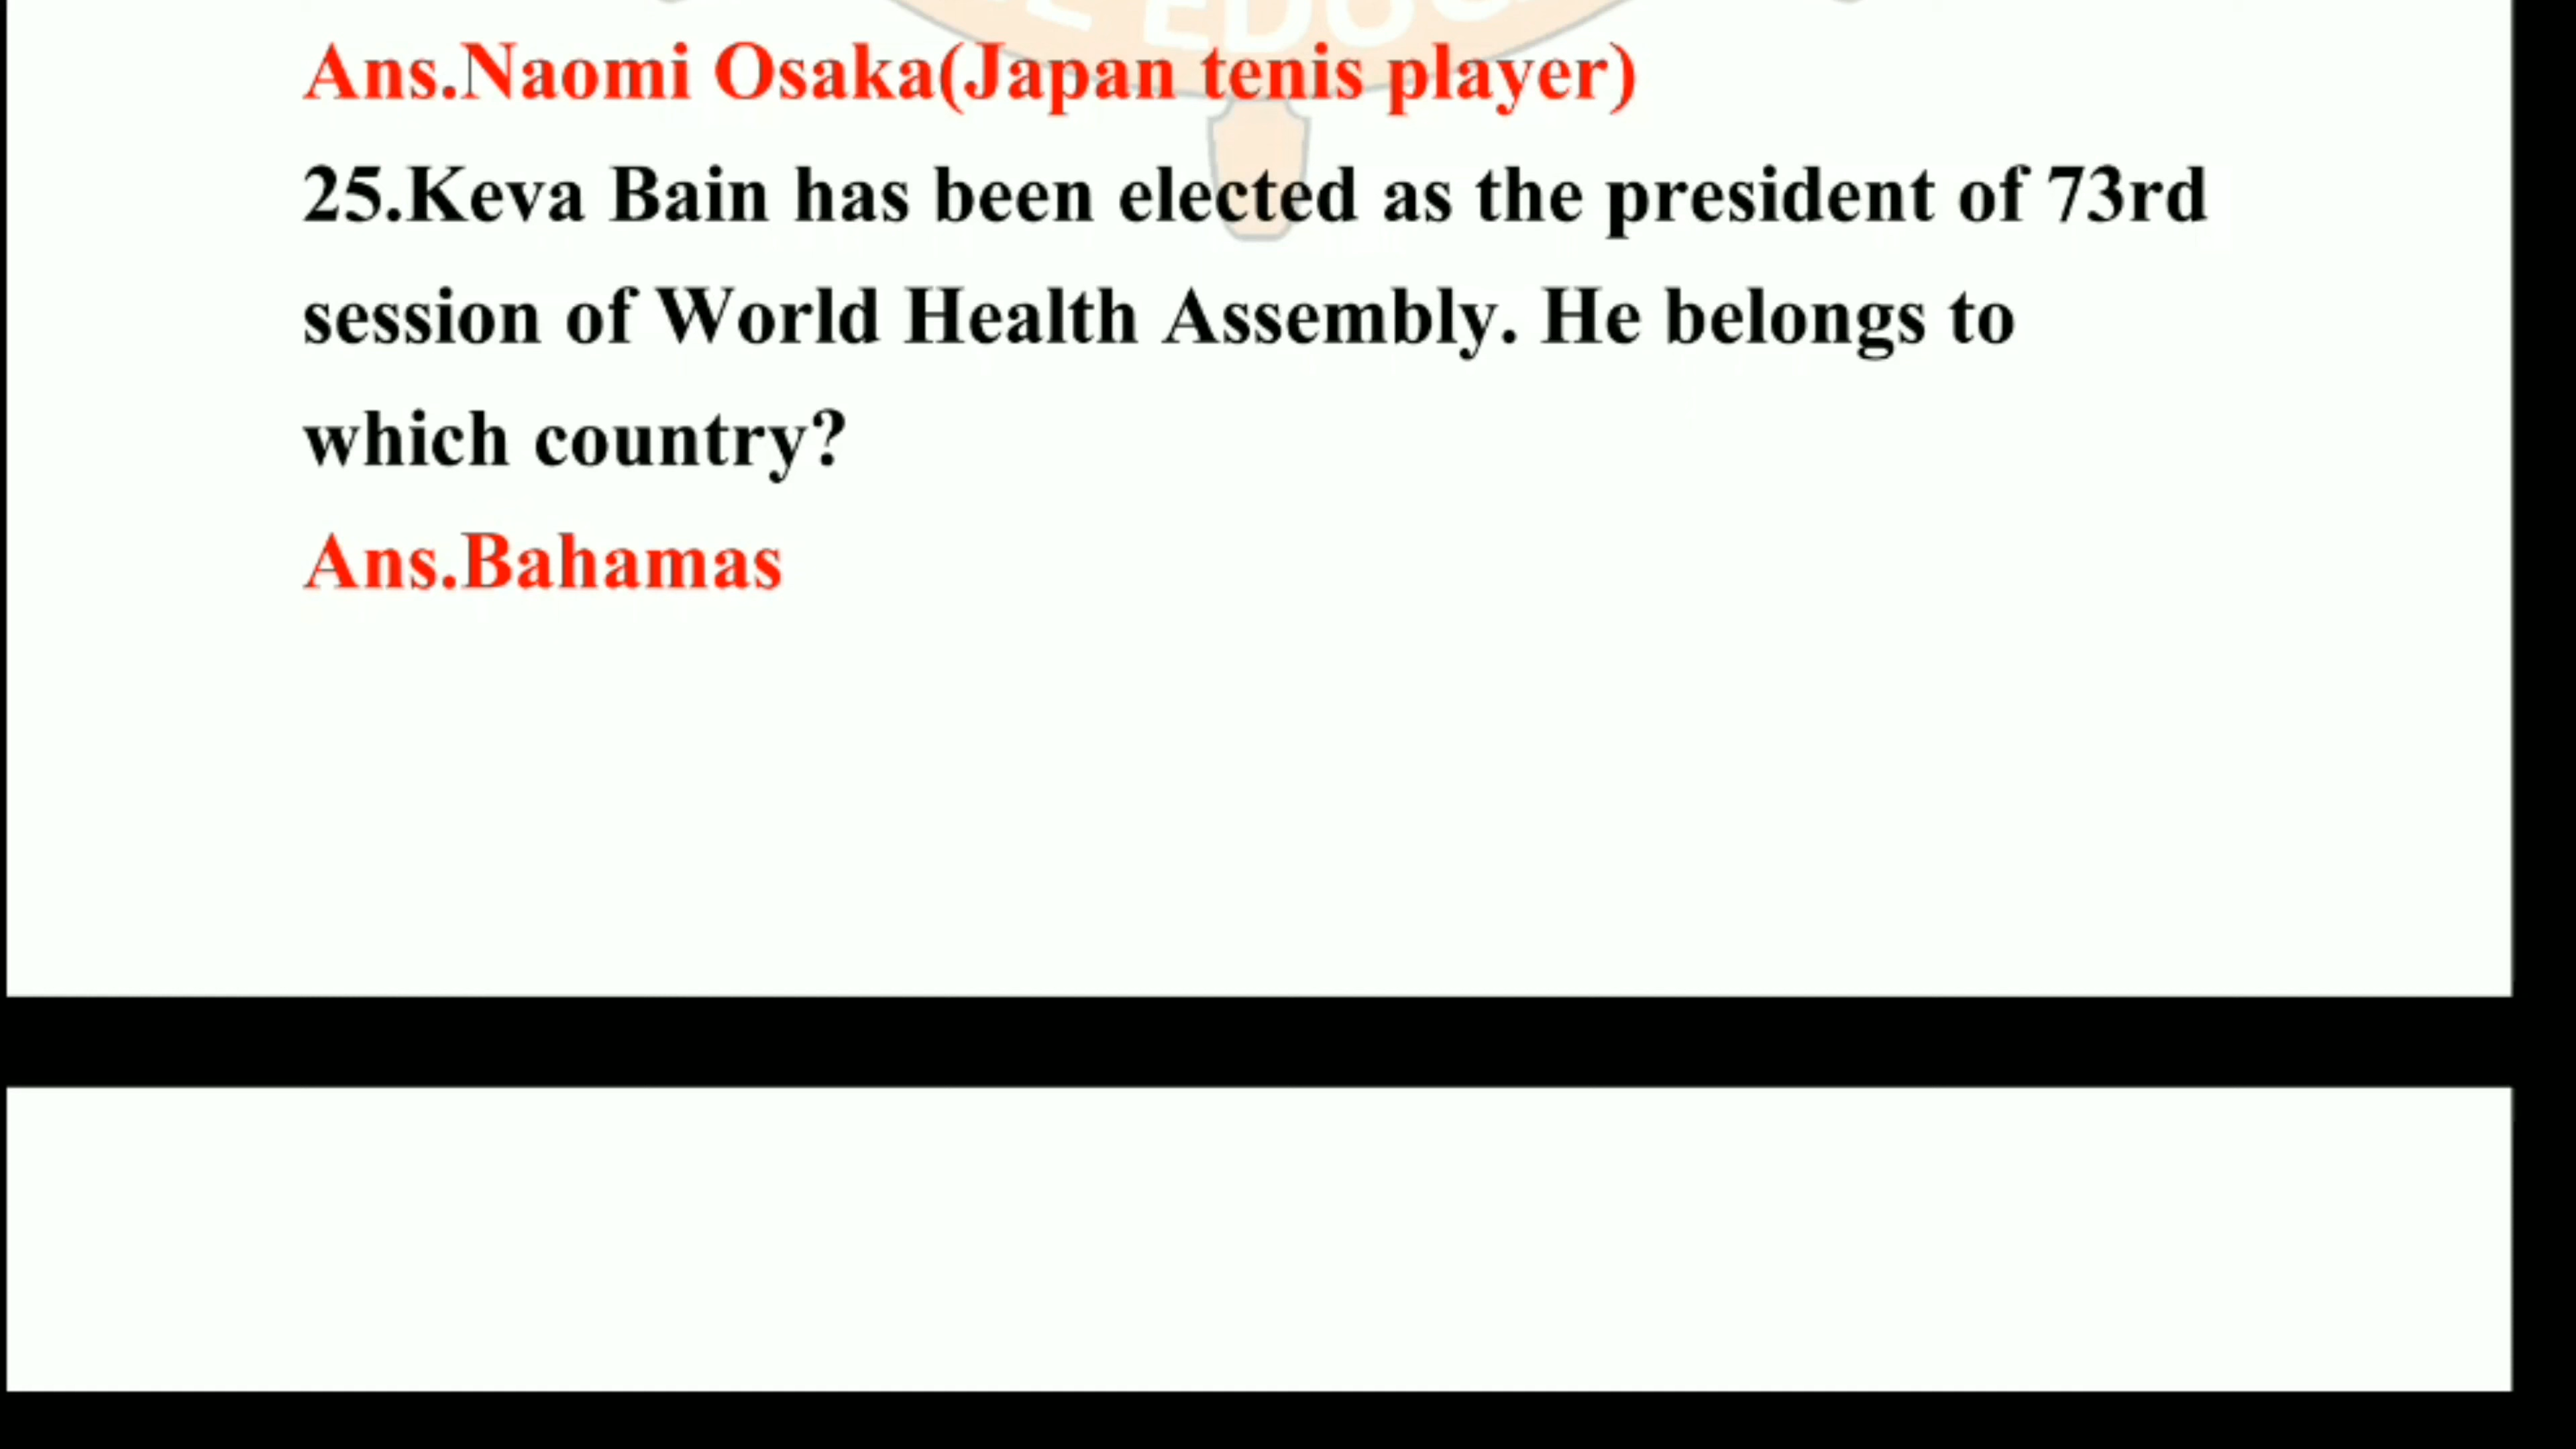 Ans.Naomi Osaka(Japan tenis player)
25.Keva Bain has been elected as the president of 73rd
session of World Health Assembly. He belongs to
which country?
Ans.Bahamas